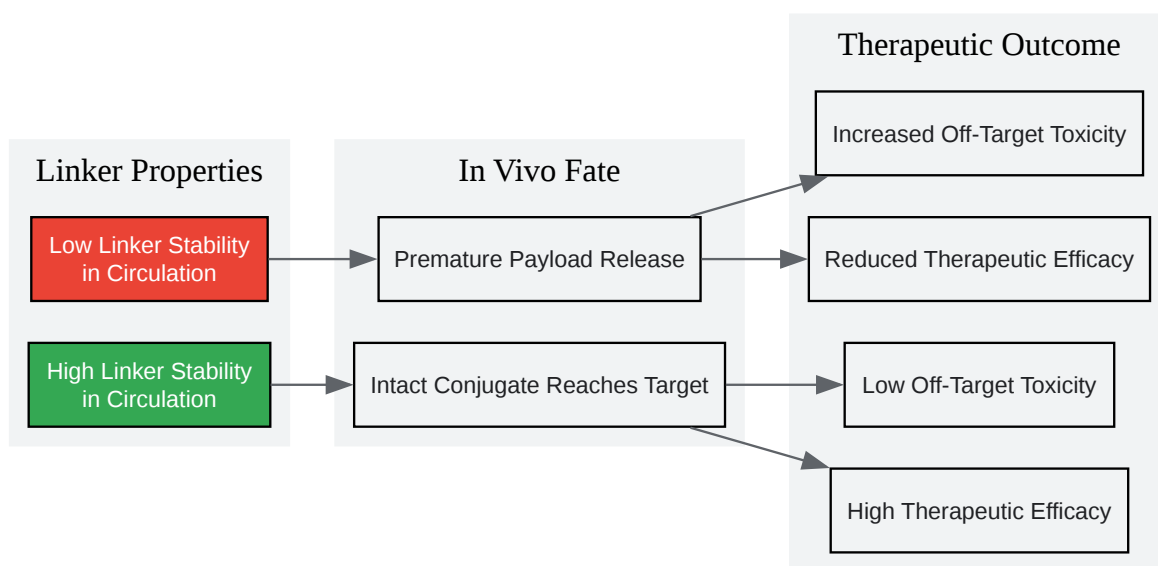 Linker Properties
Low Linker Stability
in Circulation
High Linker Stability
in Circulation
In Vivo Fate
Premature Payload Release
Intact Conjugate Reaches Target
Therapeutic Outcome
Increased Off-Target Toxicity
Reduced Therapeutic Efficacy
Low Off-Target Toxicity
High Therapeutic Efficacy